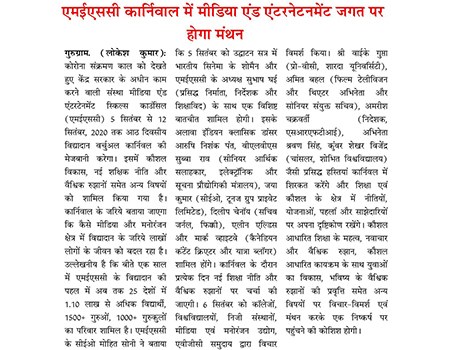 एमईएससी कार्निवाल में मीडिया एंड एंटरनेटनमेंट जगत पर
होगा मंथन
गुरुग्राम. (लोकेश कुमार):
कोरोना संक्रमण काल को देखते
हुए केंद्र सरकार के अधीन काम
करने वाली संस्था मीडिया एंड
एंटरटेनमेंट स्किल्स काउंसिल
(एमईएससी) 5 सितंबर से 12
सितंबर, 2020 तक आठ दिवसीय
विद्यादान वर्चुअल कार्निवल की
मेजबानी करेगा। इसमें कौशल
विकास, नई शक्षिक नीति और
वैश्विक रुझानों समेत अन्य विषयों
को शामिल किया गया है।
कार्निवाल के जरिये बताया जाएगा
कि कैसे मीडिया और मनोरंजन
क्षेत्र में विद्यादान के जरिये लाखों
लोगों के जीवन को बदल रहा है।
उल्लेखनीय है कि बीते एक साल
में एमईएससी के विद्यादान की
पहल में अब तक 25 देशों में
1.10 लाख से अधिक विद्यार्थी,
1500+ गुरुओं, 1000+ गुरुकुलों
का परिवार शामिल है। एमईएससी
के सीईओ मोहित सोनी ने बताया
कि 5 सितंबर को उद्घाटन सत्र में
भारतीय सिनेमा के शोमैन और
एमईएससी के अध्यक्ष सुभाष घई
(प्रसिद्ध निर्माता, निर्देशक और
शिक्षाविद) के साथ एक विशिष्ट
बातचीत शामिल होगी। इसके
अलावा इंडियन क्लासिक डांसर
आरुषि निशंक पंत, वीएलवीएस
सुब्बा राव (सीनियर आर्थिक
सलाहकार, इलेक्ट्रॉनिक और
सूचना प्रौद्योगिकी मंत्रालय), जया
कुमार (सीईओ, टूनज ग्रुप प्राइवेट
लिमिटेड), दिलीप चेनॉय (सचिव
जर्नल, फिक्की), एलीन एल्डिस
और मार्क व्हाइटवे (कैनेडियन
कंटेंट क्रिएटर और यात्रा ब्लॉगर)
शामिल होंगे। कार्निवाल के दौरान
प्रत्येक दिन नई शिक्षा नीति और
वैश्विक रुझानों पर चर्चा की
जाएगी। 6 सितंबर को कॉलेजों,
विश्वविद्यालयों, निजी संस्थानों,
मीडिया एवं मनोरंजन उद्योग,
एवीजीसी समुदाय द्वारा विचार
विमर्श किया। श्री वाईके गुप्ता
(प्रो-वीसी, शारदा यूनिवर्सिटी),
अमित बहल (फिल्म टेलीविजन
और थिएटर अभिनेता और
सीनियर संयुक्त सचिव), अमरीश
चक्रवर्ती (निदेशक,
एसआरएफटीआई), अभिनेता
श्रवण सिंह, कुंवर शेखर विजेंद्र
(चांसलर, शोभित विश्वविद्यालय)
जैसी प्रसिद्ध हस्तियां कार्निवाल में
शिरकत करेंगे और शिक्षा एवं
कौशल के क्षेत्र में नीतियों,
योजनाओं, पहलों और साझेदारियों
पर अपना दृष्टिकोण रखेंगे। कौशल
आधारित शिक्षा के महत्व, नवाचार
और वैश्विक रुझान, कौशल
आधारित कायक्रम के साथ युवाओं
का विकास, भविष्य के वैश्विक
रुझानों की प्रवृत्ति समेत अन्य
विषयों पर विचार-विमर्श एवं
मंथन करके एक निष्कर्ष पर
पहुंचने की कोशिश होगी।